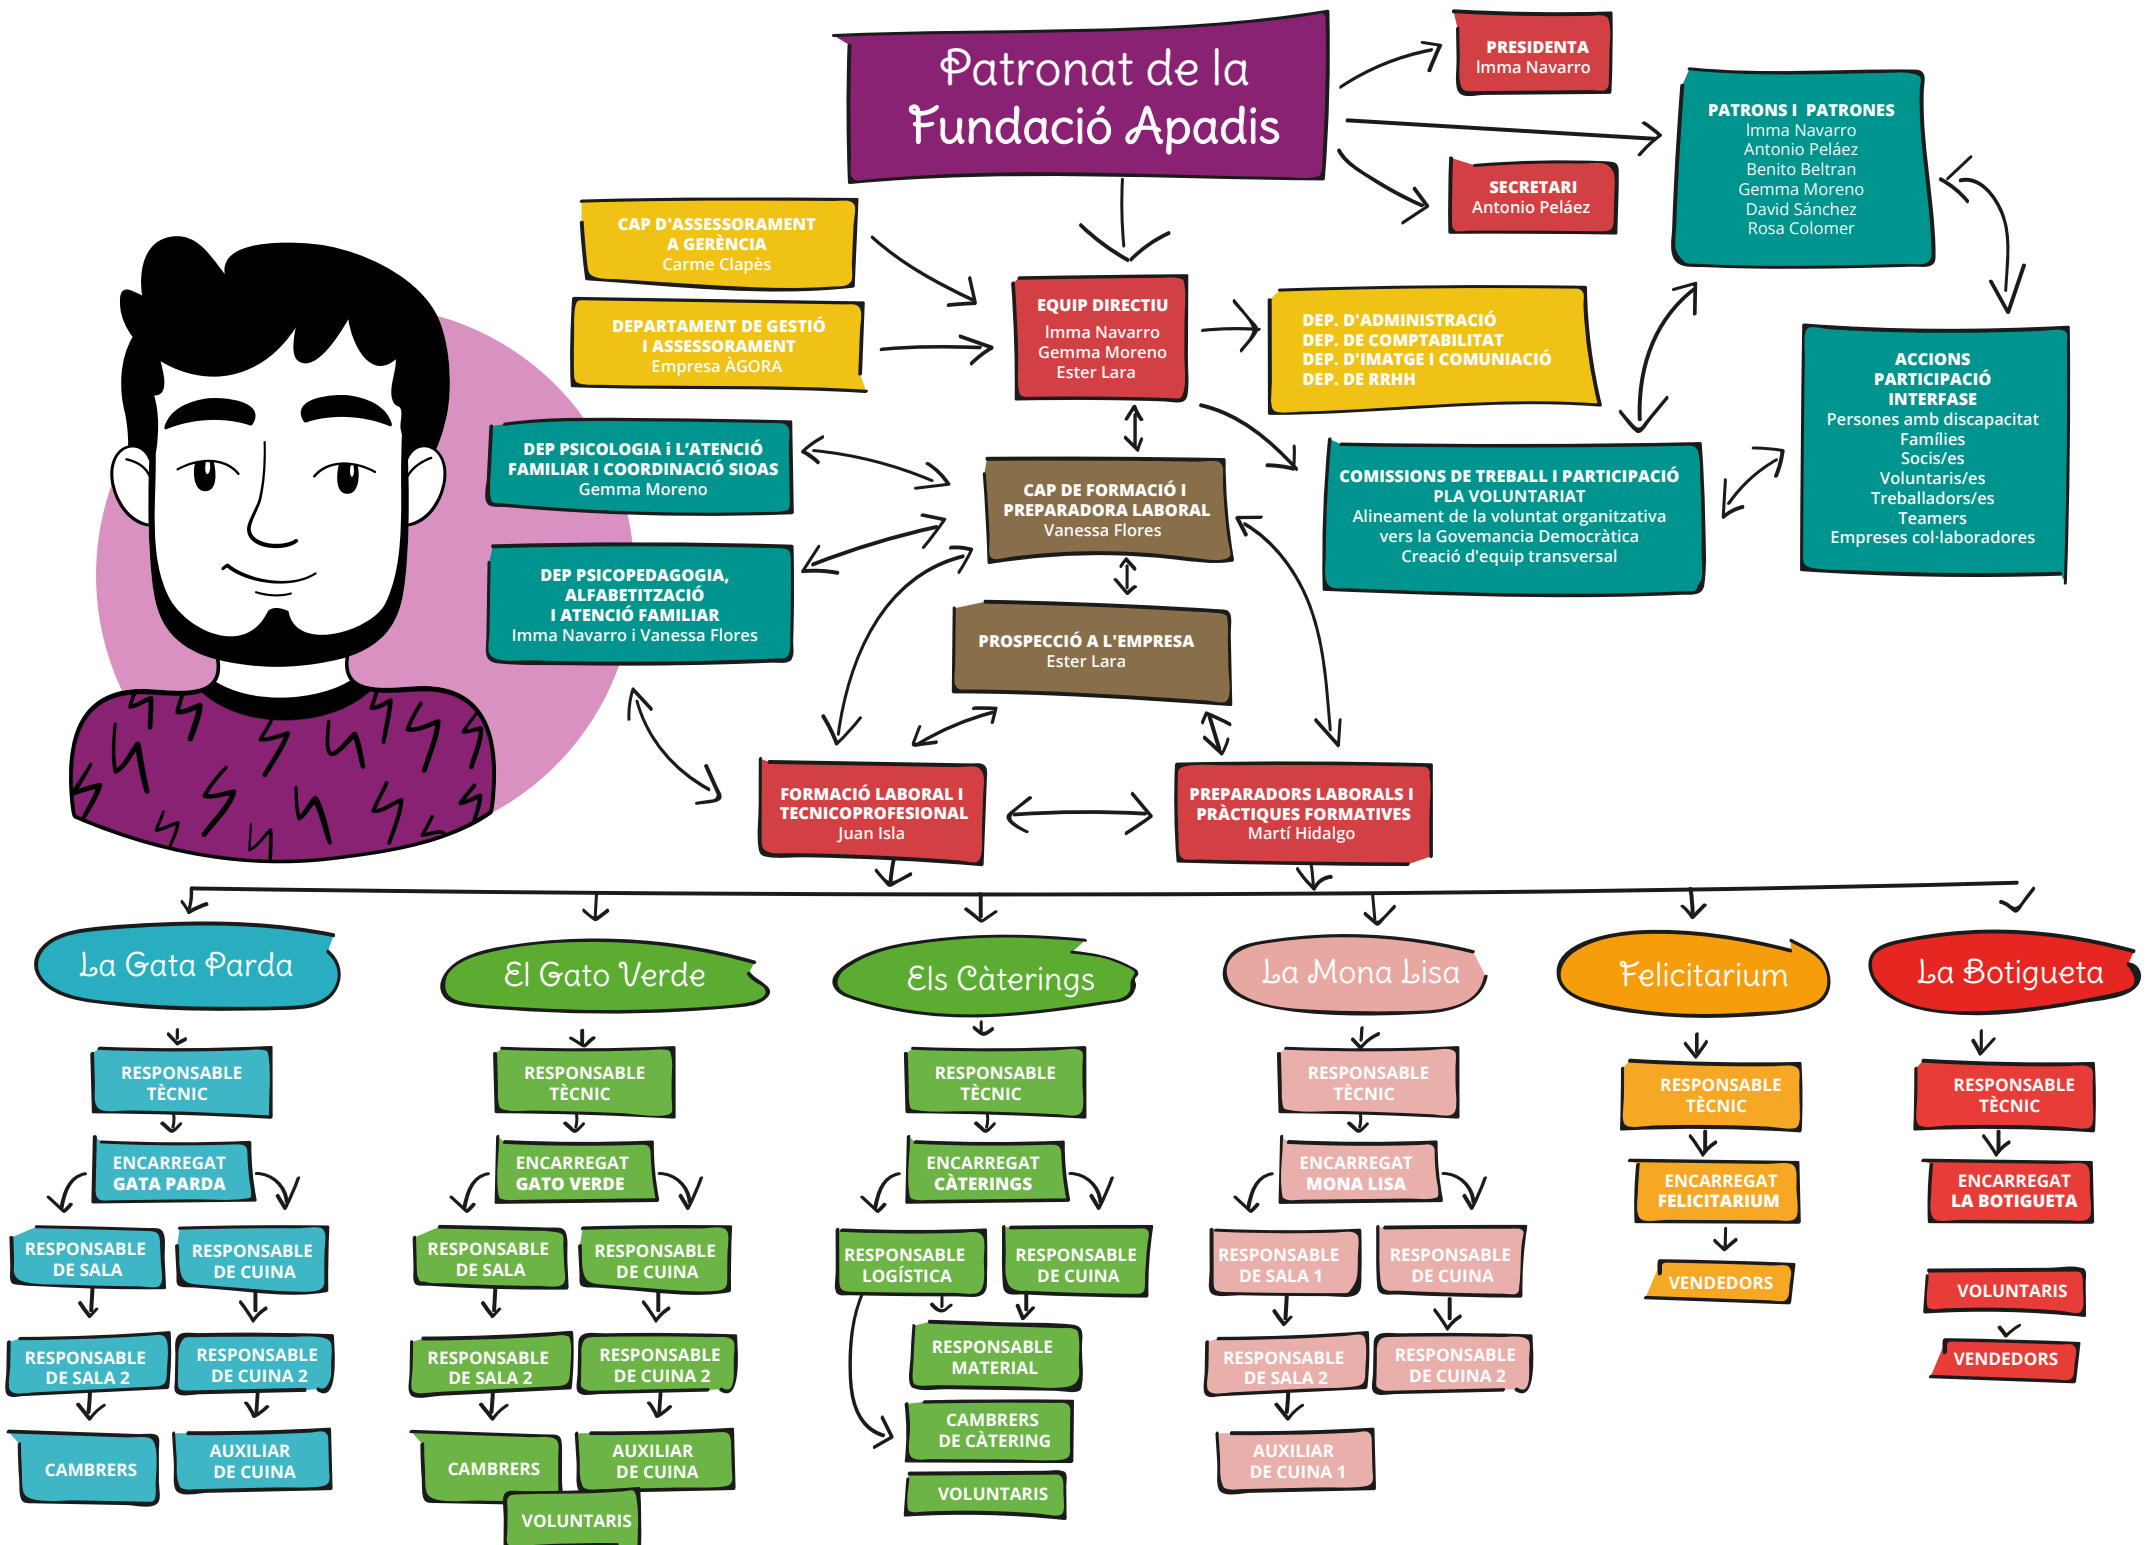 Patronat de la
Fundació Apadis
PRESIDENTA
Imma Navarro
SECRETARI
Antonio Peláez
PATRONS I PATRONES
Imma Navarro
Antonio Peláez
Benito Beltran
Gemma Moreno
David Sánchez
Rosa Colomer
CAP D'ASSESSORAMENT
A GERÈNCIA
Carme Clapès
DEPARTAMENT DE GESTIÓ
I ASSESSORAMENT
Empresa ÀGORA
EQUIP DIRECTIU
Imma Navarro
Gemma Moreno
Ester Lara
DEP. D'ADMINISTRACIÓ
DEP. DE COMPTABILITAT
DEP. D'IMATGE I COMUNIACIÓ
DEP. DE RRHH
ACCIONS
PARTICIPACIÓ
INTERFASE
Persones amb discapacitat
Famílies
Socis/es
Voluntaris/es
Treballadors/es
Teamers
Empreses col·laboradores
DEP PSICOLOGIA i L'ATENCIÓ
FAMILIAR I COORDINACIÓ SIOAS
Gemma Moreno
CAP DE FORMACIÓ I
PREPARADORA LABORAL
Vanessa Flores
COMISSIONS DE TREBALL I PARTICIPACIÓ
PLA VOLUNTARIAT
Alineament de la voluntat organitzativa
vers la Govemancia Democràtica
Creació d'equip transversal
DEP PSICOPEDAGOGIA,
ALFABETITZACIÓ
I ATENCIÓ FAMILIAR
Imma Navarro i Vanessa Flores
PROSPECCIÓ A L'EMPRESA
Ester Lara
FORMACIÓ LABORAL I
TECNICOPROFESIONAL
Juan Isla
PREPARADORS LABORALS I
PRÀCTIQUES FORMATIVES
Martí Hidalgo
La Gata Parda
RESPONSABLE
TÈCNIC
ENCARREGAT
GATA PARDA
RESPONSABLE
DE SALA
RESPONSABLE
DE CUINA
RESPONSABLE
DE SALA 2
RESPONSABLE
DE CUINA 2
CAMBRERS
AUXILIAR
DE CUINA
El Gato Verde
RESPONSABLE
TÈCNIC
ENCARREGAT
GATO VERDE
RESPONSABLE
DE SALA
RESPONSABLE
DE CUINA
RESPONSABLE
DE SALA 2
RESPONSABLE
DE CUINA 2
CAMBRERS
AUXILIAR
DE CUINA
VOLUNTARIS
Els Càterings
RESPONSABLE
TÈCNIC
ENCARREGAT
CÀTERINGS
RESPONSABLE
LOGÍSTICA
RESPONSABLE
DE CUINA
RESPONSABLE
MATERIAL
CAMBRERS
DE CÀTERING
VOLUNTARIS
La Mona Lisa
RESPONSABLE
TÈCNIC
ENCARREGAT
MONA LISA
RESPONSABLE
DE SALA 1
RESPONSABLE
DE CUINA
RESPONSABLE
DE SALA 2
RESPONSABLE
DE CUINA 2
AUXILIAR
DE CUINA 1
Felicitarium
RESPONSABLE
TÈCNIC
ENCARREGAT
FELICITARIUM
VENDEDORS
La Botigueta
RESPONSABLE
TÈCNIC
ENCARREGAT
LA BOTIGUETA
VOLUNTARIS
VENDEDORS